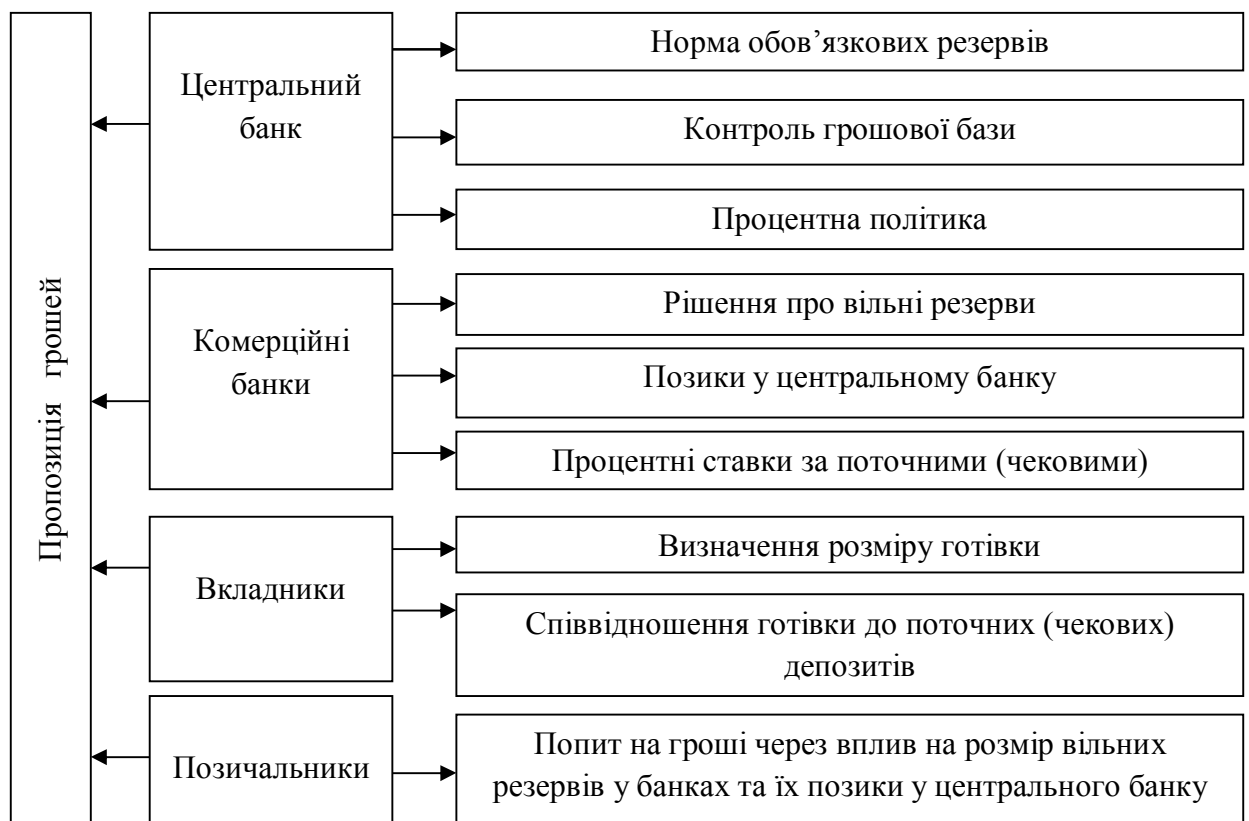 Пропозиція грошей
Центральний
банк
Норма обов’язкових резервів
Контроль грошової бази
Процентна політика
Комерційні
банки
Рішення про вільні резерви
Позики у центральному банку
Процентні ставки за поточними (чековими)
Вкладники
Визначення розміру готівки
Співвідношення готівки до поточних (чекових)
депозитів
Позичальники
Попит на гроші через вплив на розмір вільних
резервів у банках та їх позики у центрального банку